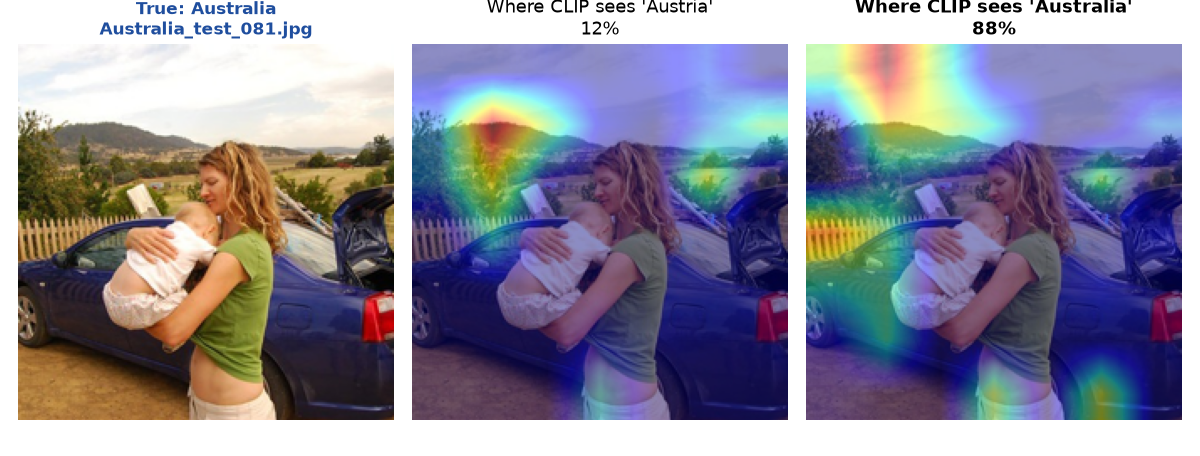 True: Australia
Australia_test_081.jpg
Where CLIP sees 'Austria'
12%
Where CLIP sees 'Australia'
88%